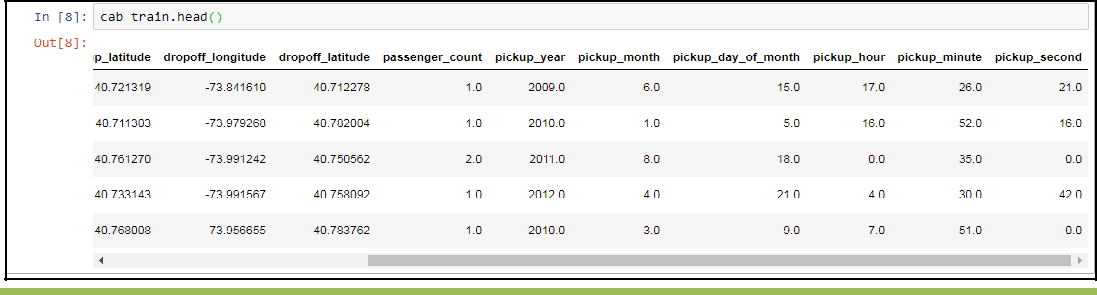 In [8]: cab train.head()
Out[8]:
p_latitude dropoff_longitude dropoff_latitude passenger_count pickup_year pickup_month pickup_day_of_month pickup_hour pickup_minute pickup_second
40.721319 -73.841610 40.712278 1.0 2009.0 6.0 15.0 17.0 26.0 21.0
40.711303 -73.979268 40.782004 1.0 2010.0 1.0 5.0 16.0 52.0 16.0
40.761270 -73.991242 40.750562 2.0 2011.0 8.0 18.0 0.0 35.0 0.0
40.733143 -73.991567 40.758092 1.0 2012.0 4.0 21.0 4.0 30.0 42.0
40.768008 73.956655 40.783762 1.0 2010.0 3.0 9.0 7.0 51.0 0.0